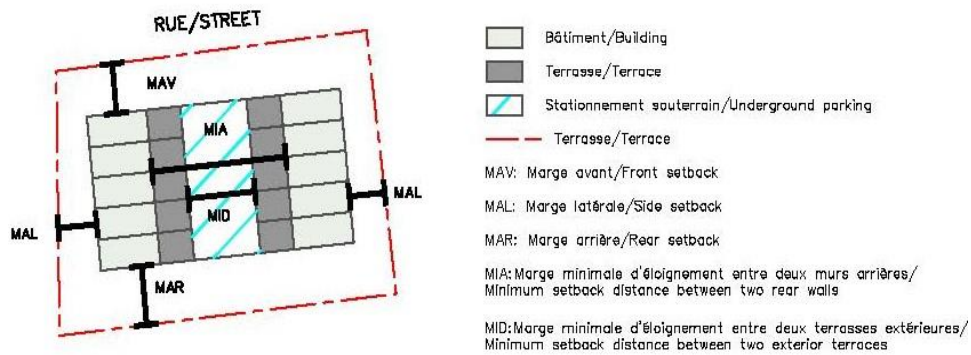 RUE/STREET
MAV
MIA
MAL
MID
MAL
MAR
Bâtiment/Building
Terrasse/Terrace
Stationnement souterrain/Underground parking
Terrasse/Terrace
MAV: Marge avant/Front setback
MAL: Marge latérale/Side setback
MAR: Marge arrière/Rear setback
MIA: Marge minimale d'éloignement entre deux murs arrières/
Minimum setback distance between two rear walls
MID: Marge minimale d'éloignement entre deux terrasses extérieures/
Minimum setback distance between two exterior terraces